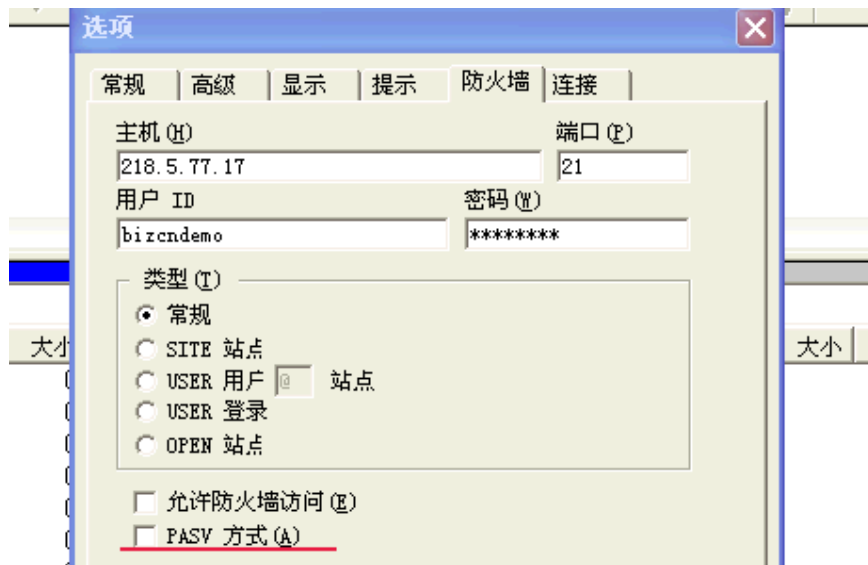 选项
常规 高级 显示 提示 防火墙 连接
主机(H) 端口(P)
218.5.77.17 21
用户 ID 密码(W)
bizcndemo ********
类型(T)
常规
SITE 站点
大小 大小
USER 用户 @ 站点
USER 登录
OPEN 站点
允许防火墙访问(E)
PASV 方式(A)